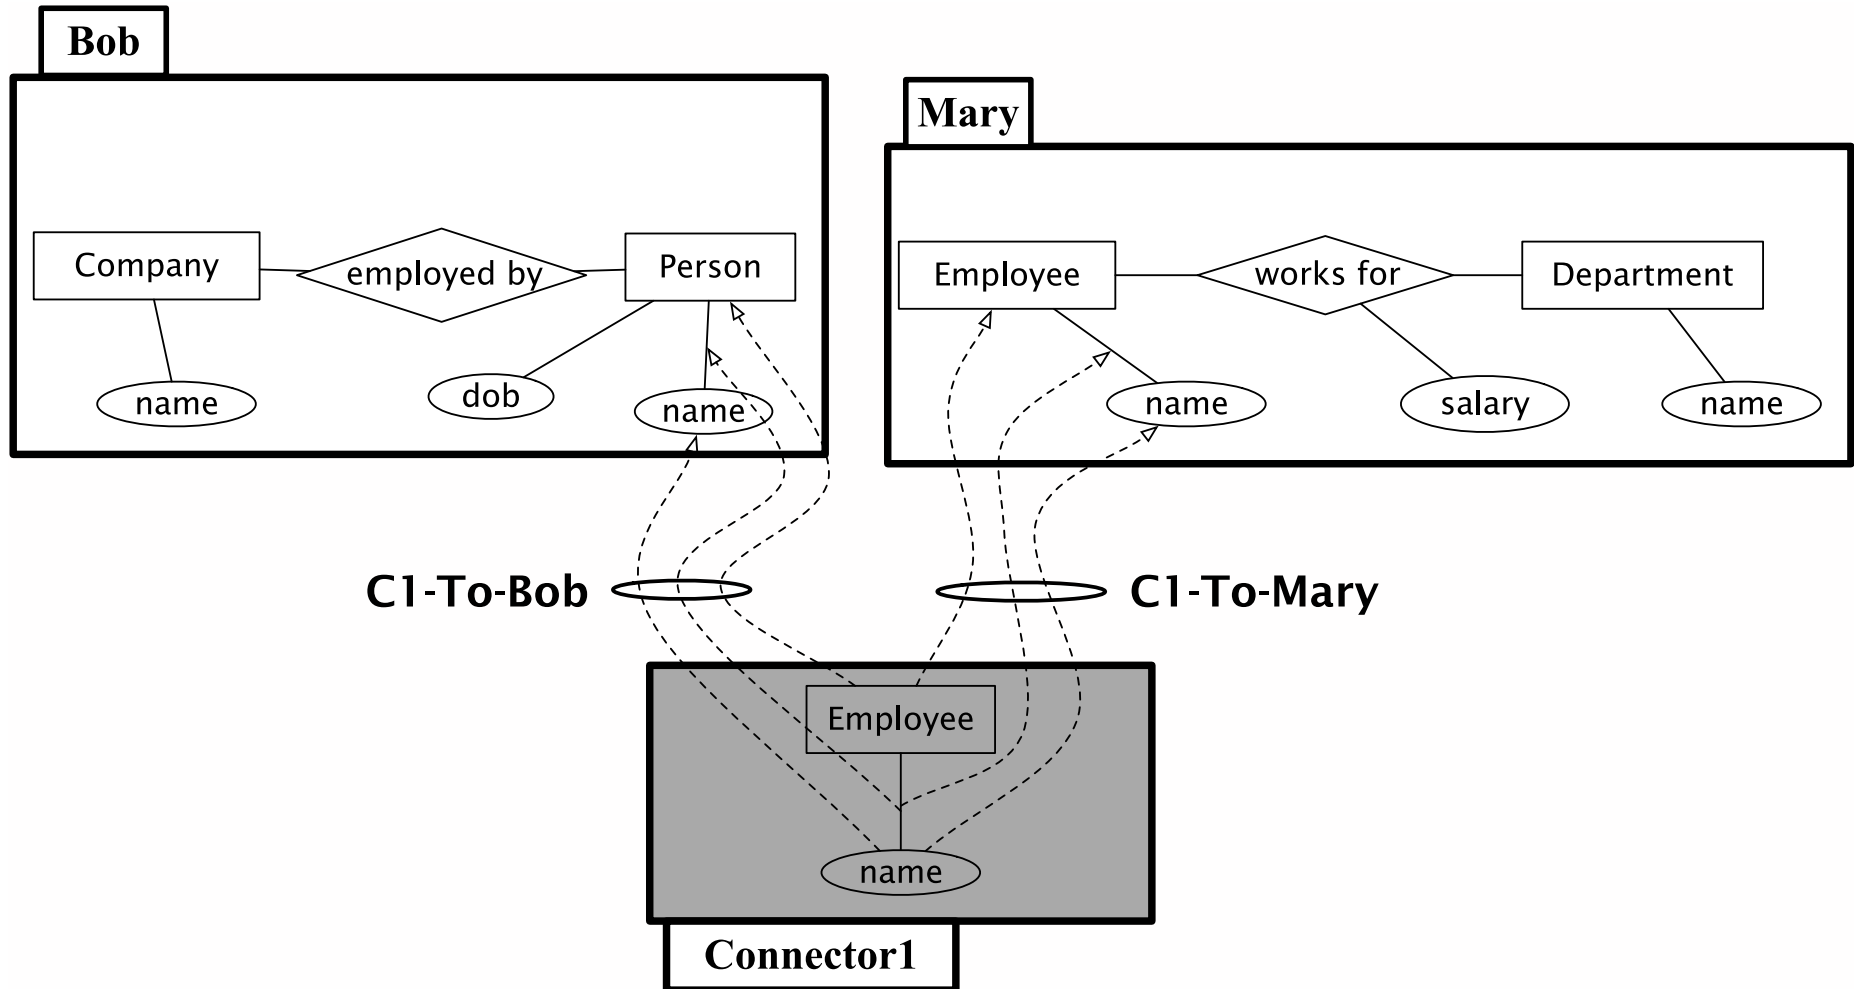 Bob
Company
employed by
Person
name
dob
name
Mary
Employee
works for
Department
name
salary
name
C1-To-Bob
C1-To-Mary
Employee
name
Connector1